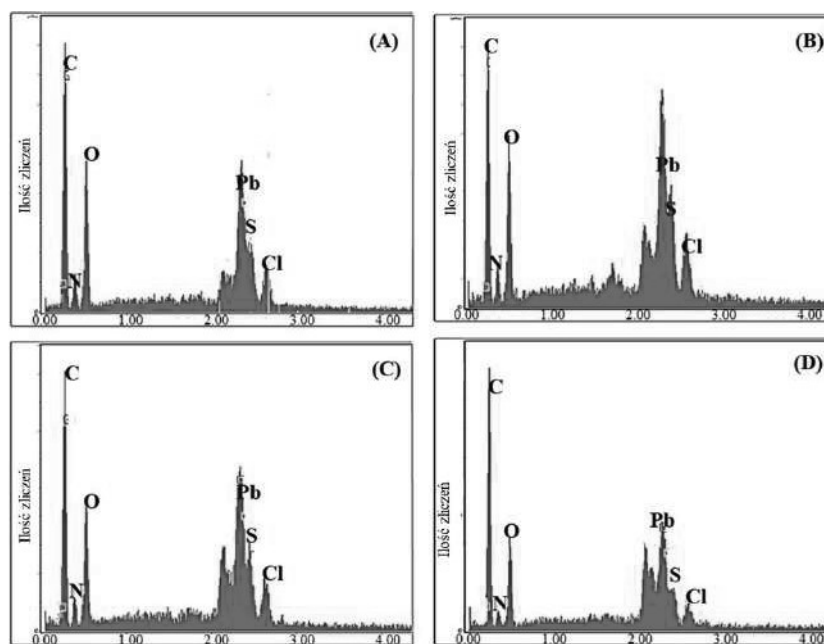 (A)
C
O
N
Pb
S
Cl
Ilość zliczeń
0.00 1.00 2.00 3.00 4.00
(B)
C
O
N
Pb
S
Cl
Ilość zliczeń
0.00 1.00 2.00 3.00 4.00
(C)
C
O
N
Pb
S
Cl
Ilość zliczeń
0.00 1.00 2.00 3.00 4.00
(D)
C
O
N
Pb
S
Cl
Ilość zliczeń
0.00 1.00 2.00 3.00 4.00